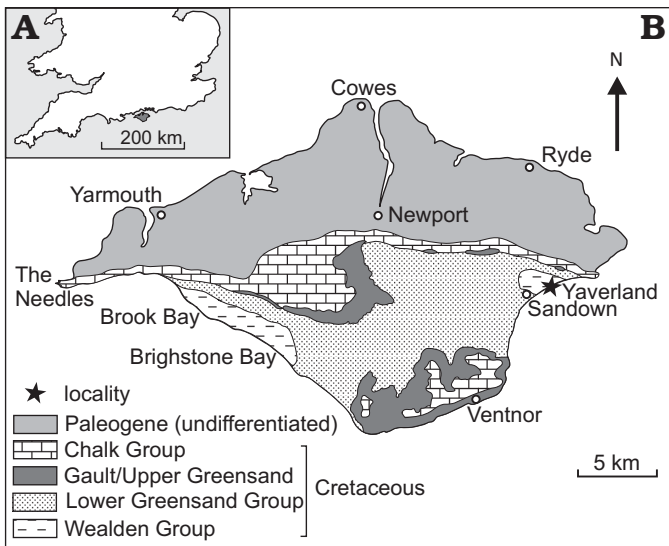 A
B
200 km
N
Cowes
Ryde
Yarmouth
Newport
The
Needles
Yaverland
Sandown
Brook Bay
Brighstone Bay
Ventnor
locality
Paleogene (undifferentiated)
Chalk Group
Gault/Upper Greensand
Lower Greensand Group
Wealden Group
Cretaceous
5 km